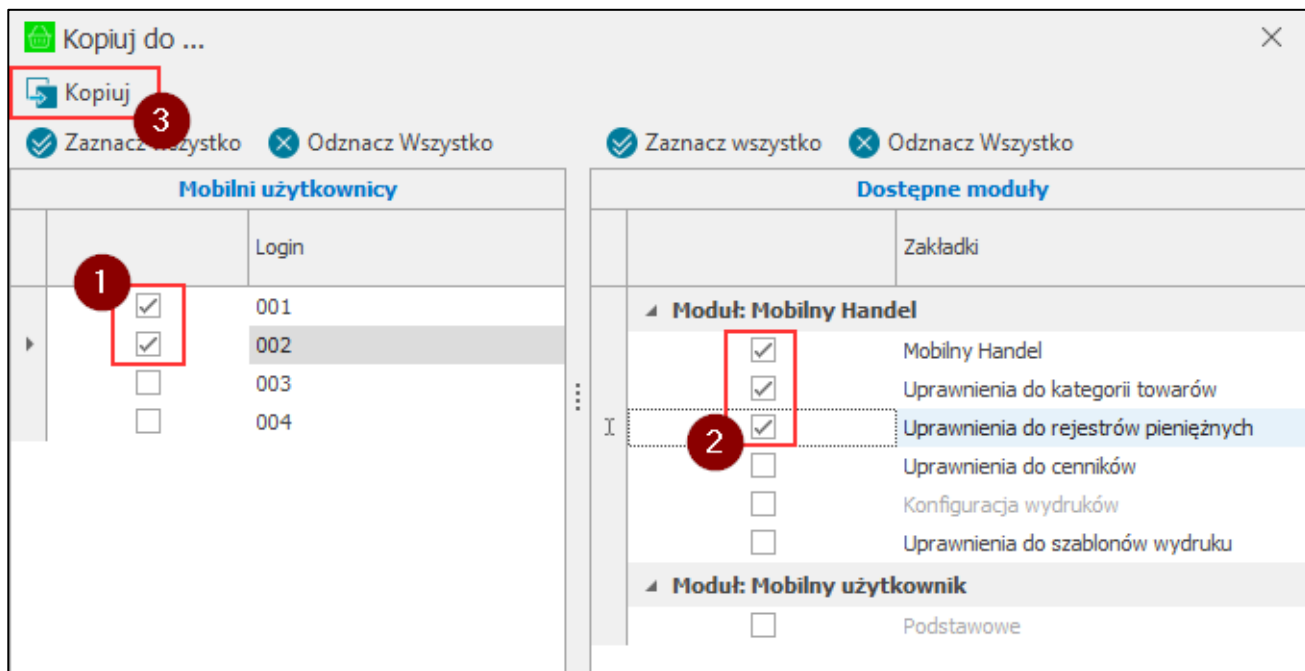 Kopiuj do ...
Kopiuj
3
Zaznacz wszystko Odznacz Wszystko Zaznacz wszystko Odznacz Wszystko
Mobilni użytkownicy Dostępne moduły
Login Zakładki
1
001 Moduł: Mobilny Handel
002 Mobilny Handel
003 Uprawnienia do kategorii towarów
004 Uprawnienia do rejestrów pieniężnych
2
Uprawnienia do cenników
Konfiguracja wydruków
Uprawnienia do szablonów wydruku
Moduł: Mobilny użytkownik
Podstawowe